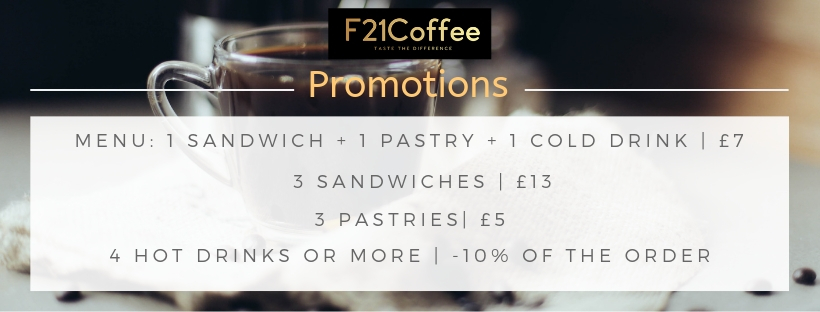 F21Coffee
TASTE THE DIFFERENCE
Promotions
MENU: 1 SANDWICH + 1 PASTRY + 1 COLD DRINK | £7
3 SANDWICHES | £13
3 PASTRIES| £5
4 HOT DRINKS OR MORE | -10% OF THE ORDER